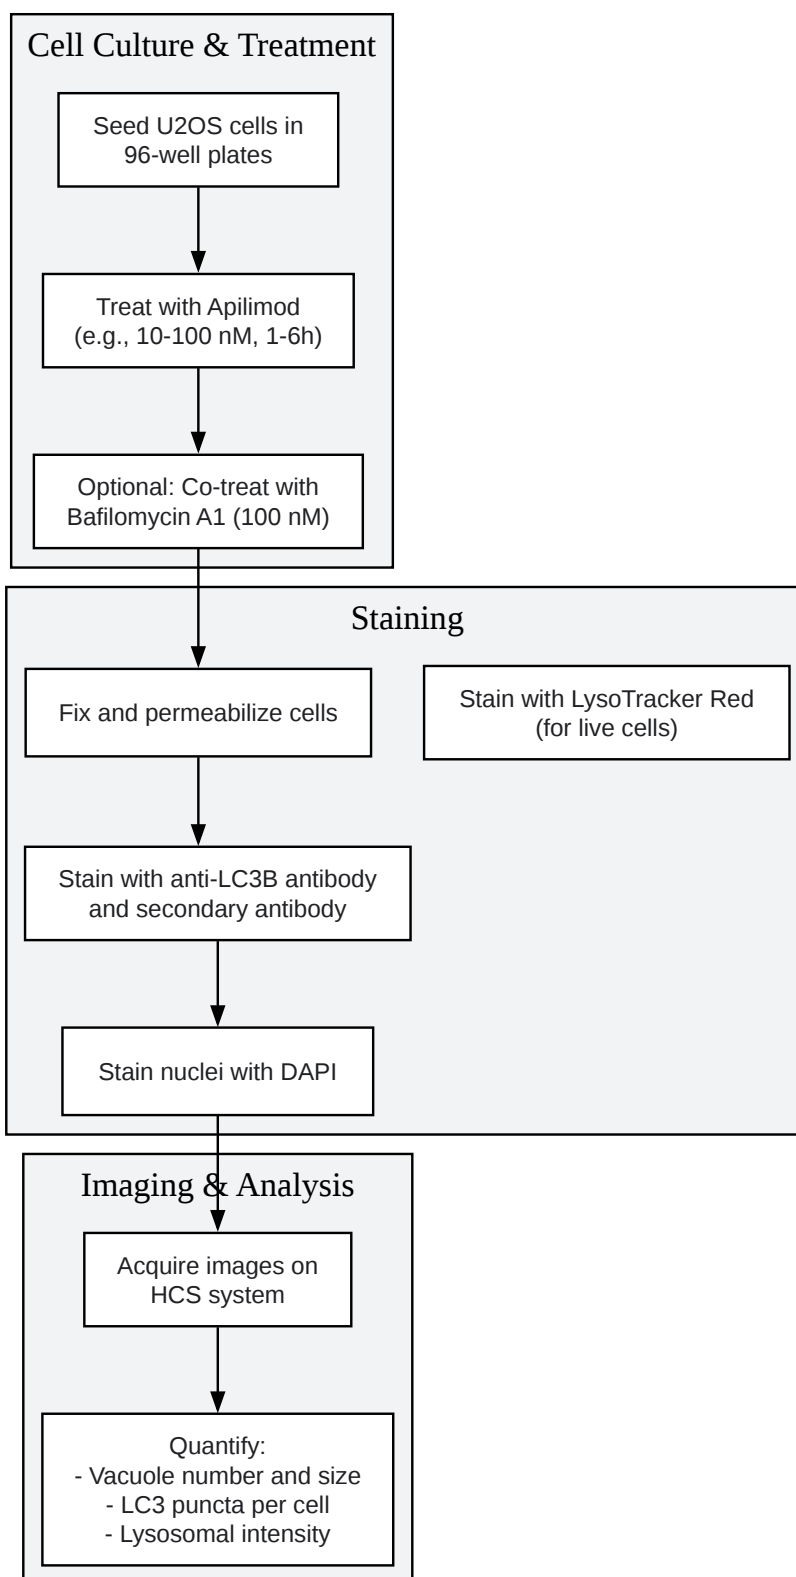 Cell Culture & Treatment
Seed U2OS cells in
96-well plates
Treat with Apilimod
(e.g., 10-100 nM, 1-6h)
Optional: Co-treat with
Bafilomycin A1 (100 nM)
Staining
Fix and permeabilize cells
Stain with LysoTracker Red
(for live cells)
Stain with anti-LC3B antibody
and secondary antibody
Stain nuclei with DAPI
Imaging & Analysis
Acquire images on
HCS system
Quantify:
- Vacuole number and size
- LC3 puncta per cell
- Lysosomal intensity